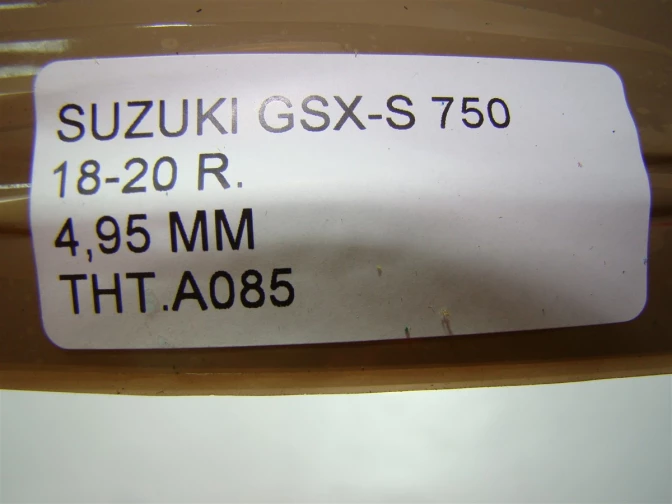 SUZUKI GSX-S 750
18-20 R.
4,95 MM
THT.A085